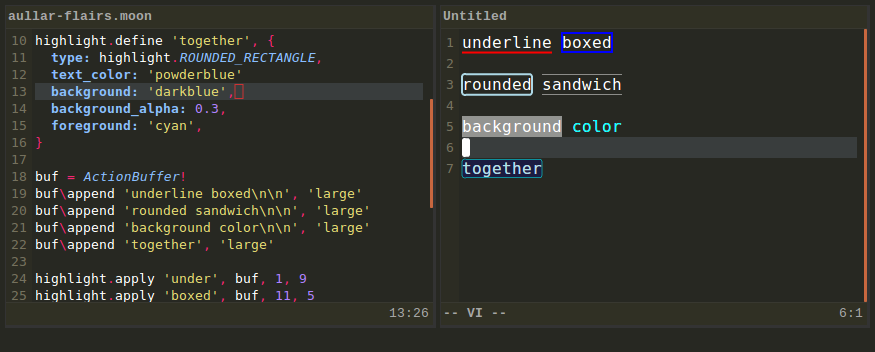 aullar-flairs.moon
10 highlight.define 'together', {
11   type: highlight.ROUNDED_RECTANGLE,
12   text_color: 'powderblue'
13   background: 'darkblue',
14   background_alpha: 0.3,
15   foreground: 'cyan',
16 }
17
18 buf = ActionBuffer!
19 buf\append 'underline boxed\n\n', 'large'
20 buf\append 'rounded sandwich\n\n', 'large'
21 buf\append 'background color\n\n', 'large'
22 buf\append 'together', 'large'
23
24 highlight.apply 'under', buf, 1, 9
25 highlight.apply 'boxed', buf, 11, 5
13:26
Untitled
1 underline boxed
2
3 rounded sandwich
4
5 background color
6
7 together
-- VI -- 6:1